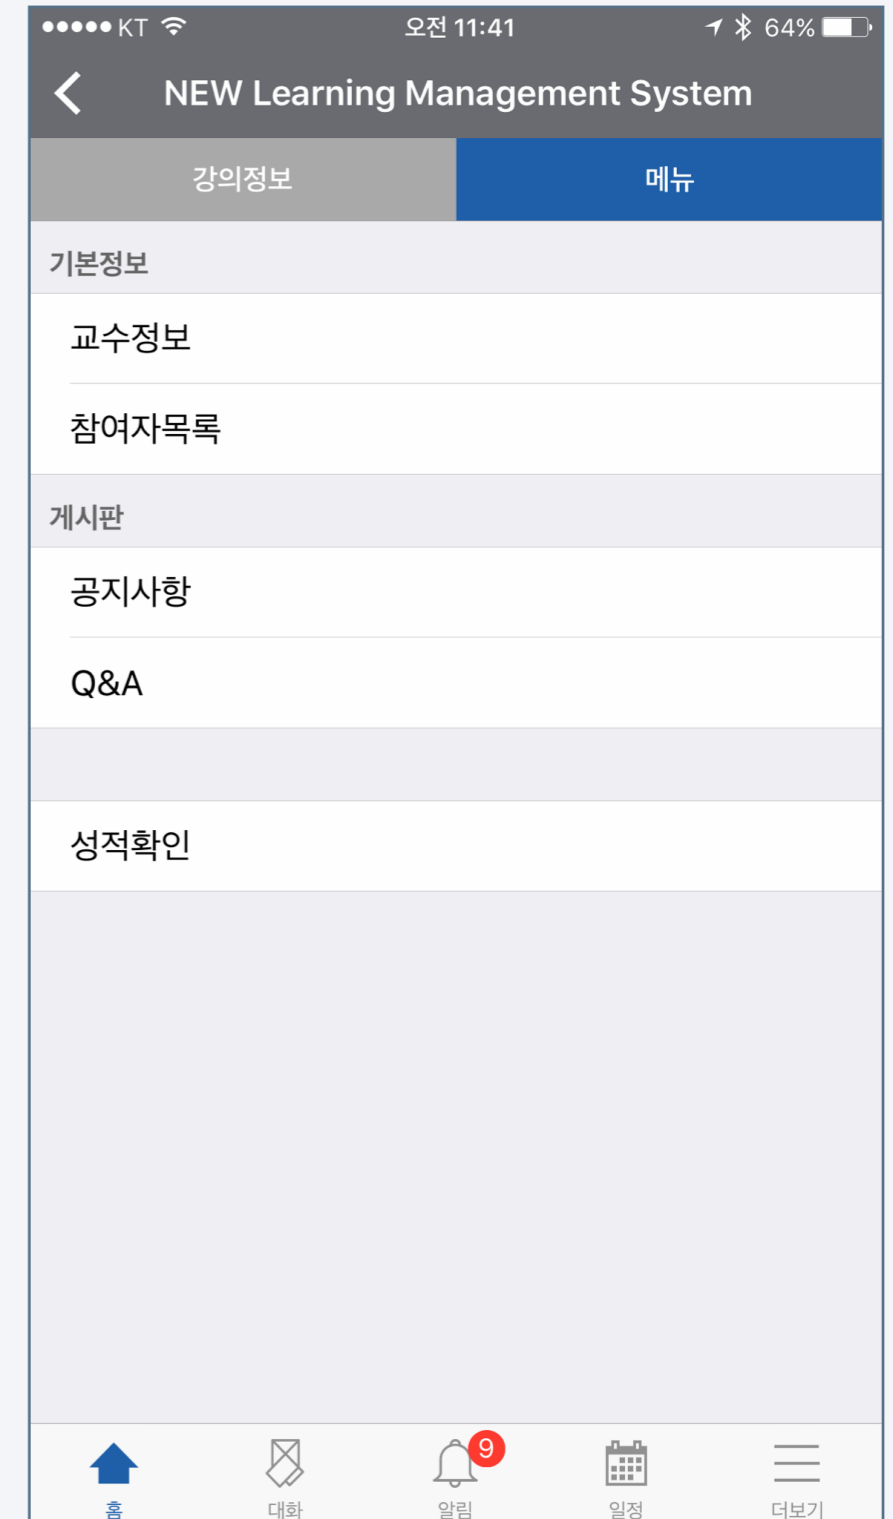 KT 오전 11:41 64%
NEW Learning Management System
강의정보 메뉴
기본정보
교수정보
참여자목록
게시판
공지사항
Q&A
성적확인
9
홈 대화 알림 일정 더보기